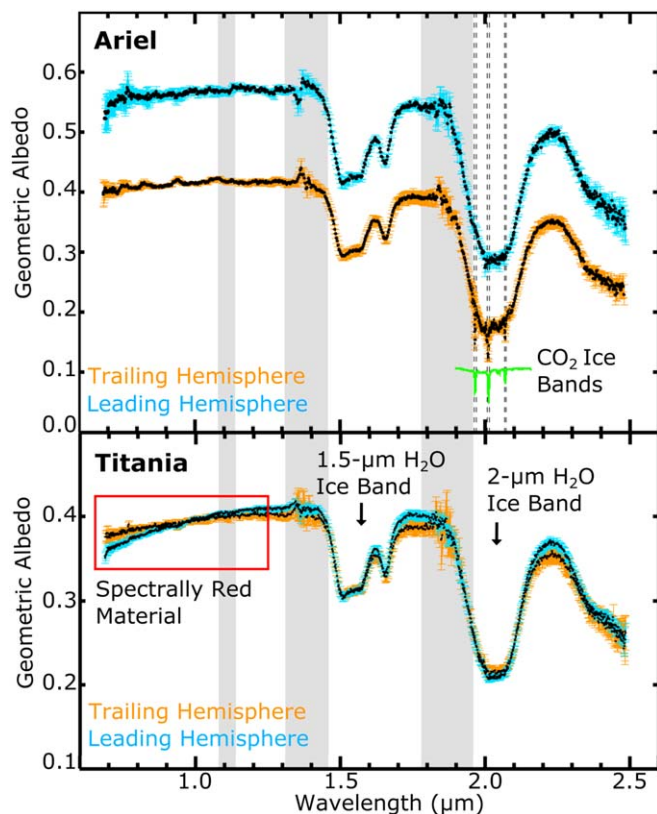 Ariel
Geometric Albedo
0.6
0.5
0.4
0.3
0.2
0.1
0.0
Trailing Hemisphere
Leading Hemisphere
CO₂ Ice
Bands
Titania
Geometric Albedo
0.4
0.3
0.2
0.1
1.5-μm H₂O
Ice Band
2-μm H₂O
Ice Band
Spectrally Red
Material
Trailing Hemisphere
Leading Hemisphere
1.0 1.5 2.0 2.5
Wavelength (μm)